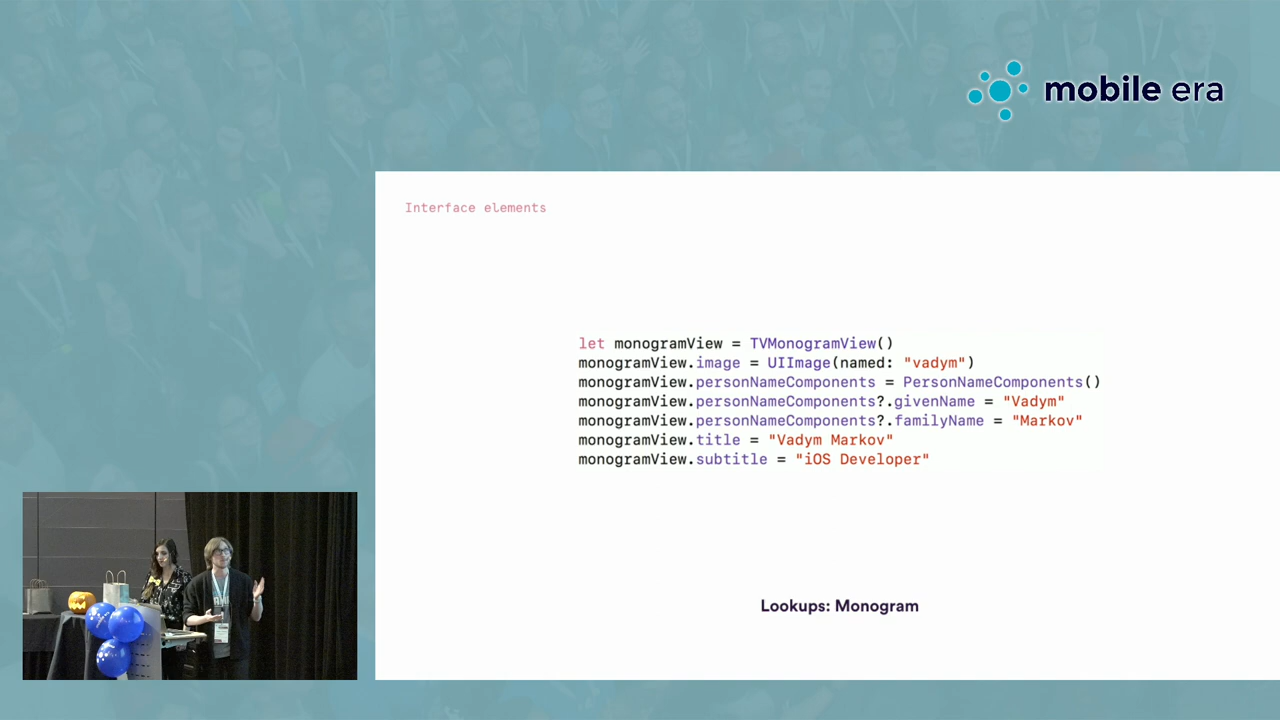 mobile era
Interface elements
let monogramView = TVMonogramView()
monogramView.image = UIImage(named: "vadym")
monogramView.personNameComponents = PersonNameComponents()
monogramView.personNameComponents?.givenName = "Vadym"
monogramView.personNameComponents?.familyName = "Markov"
monogramView.title = "Vadym Markov"
monogramView.subtitle = "iOS Developer"
Lookups: Monogram